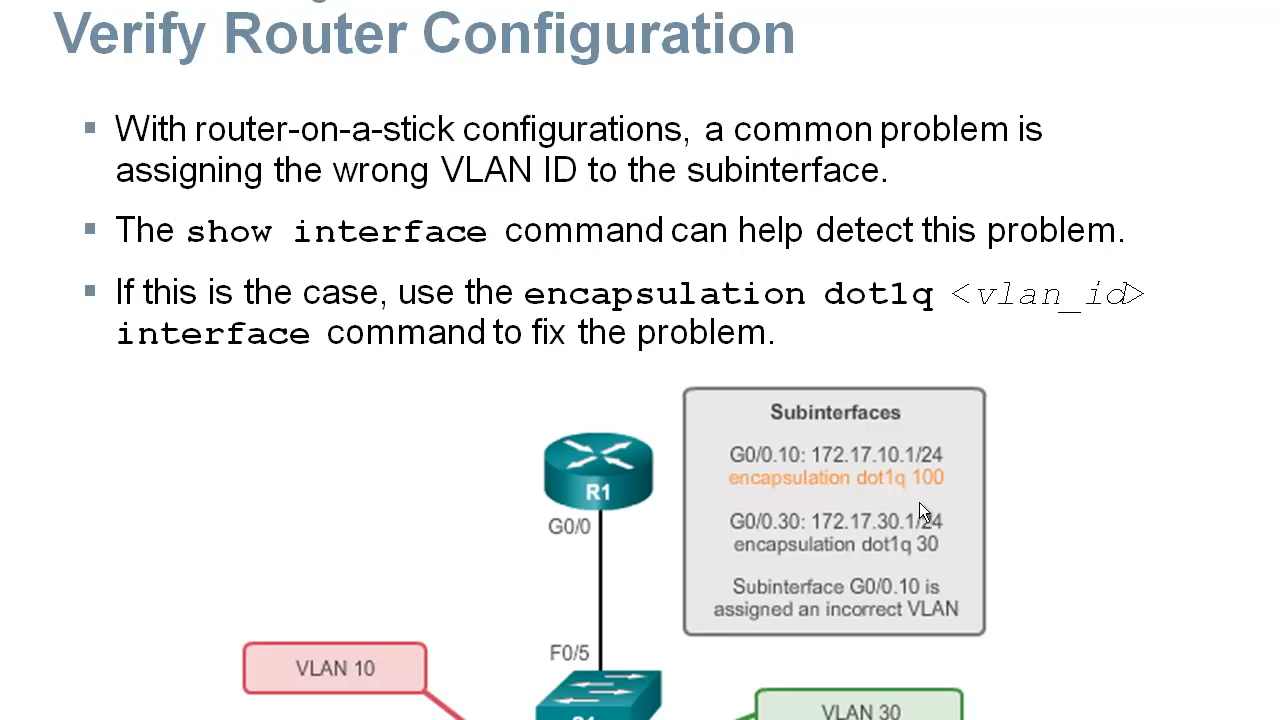 Verify Router Configuration
With router-on-a-stick configurations, a common problem is
assigning the wrong VLAN ID to the subinterface.
The show interface command can help detect this problem.
If this is the case, use the encapsulation dot1q <vlan_id>
interface command to fix the problem.
Subinterfaces
G0/0.10: 172.17.10.1/24
encapsulation dot1q 100
G0/0.30: 172.17.30.1/24
encapsulation dot1q 30
Subinterface G0/0.10 is
assigned an incorrect VLAN
R1
G0/0
F0/5
VLAN 10
VLAN 30